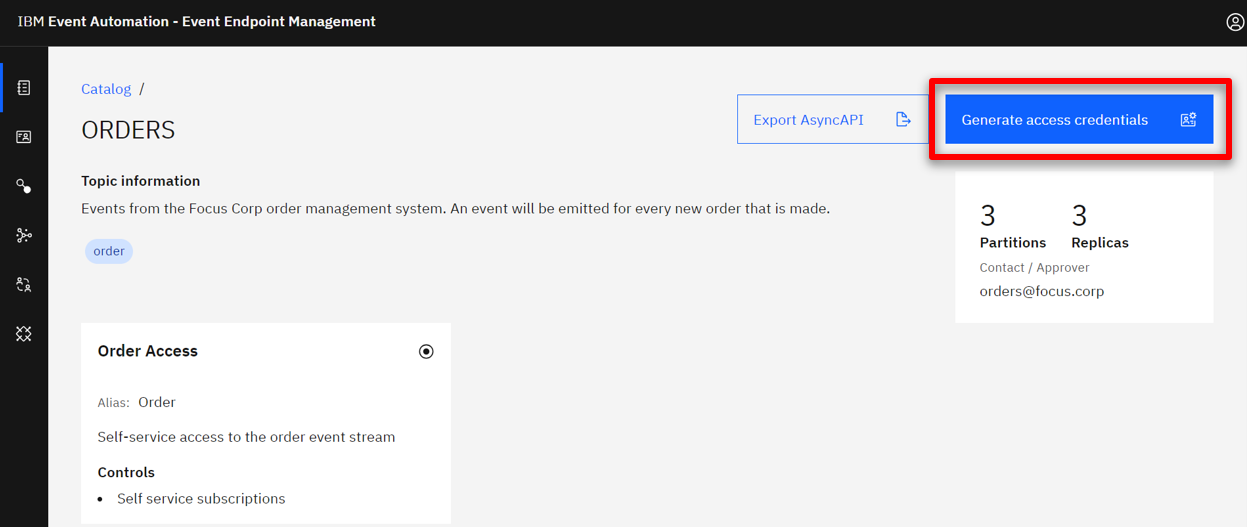 IBM Event Automation - Event Endpoint Management
Catalog /
ORDERS
Export AsyncAPI
Generate access credentials
Topic information
Events from the Focus Corp order management system. An event will be emitted for every new order that is made.
order
3 3
Partitions Replicas
Contact / Approver
orders@focus.corp
Order Access
Alias: Order
Self-service access to the order event stream
Controls
• Self service subscriptions